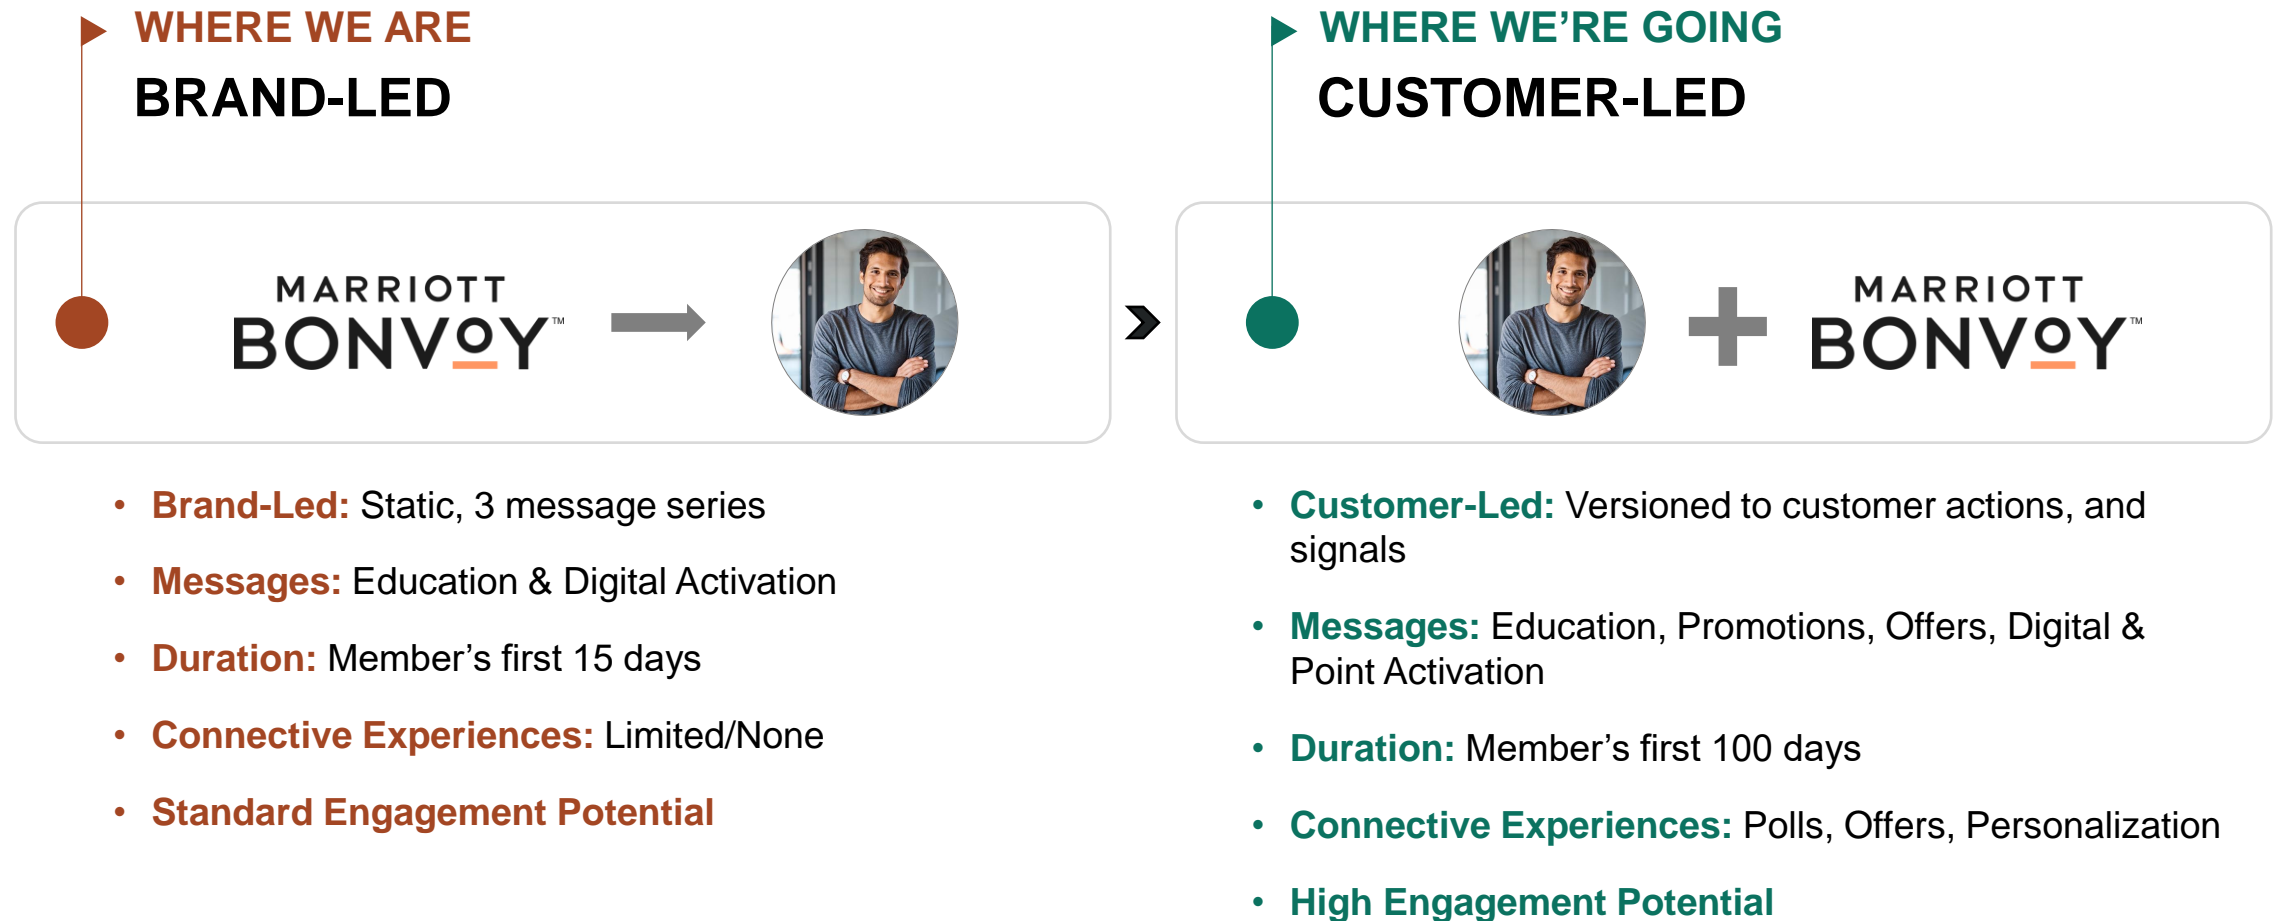 WHERE WE ARE
BRAND-LED
MARRIOTT
BONVOY™
• Brand-Led: Static, 3 message series
• Messages: Education & Digital Activation
• Duration: Member’s first 15 days
• Connective Experiences: Limited/None
• Standard Engagement Potential
WHERE WE’RE GOING
CUSTOMER-LED
MARRIOTT
BONVOY™
• Customer-Led: Versioned to customer actions, and
signals
• Messages: Education, Promotions, Offers, Digital &
Point Activation
• Duration: Member’s first 100 days
• Connective Experiences: Polls, Offers, Personalization
• High Engagement Potential